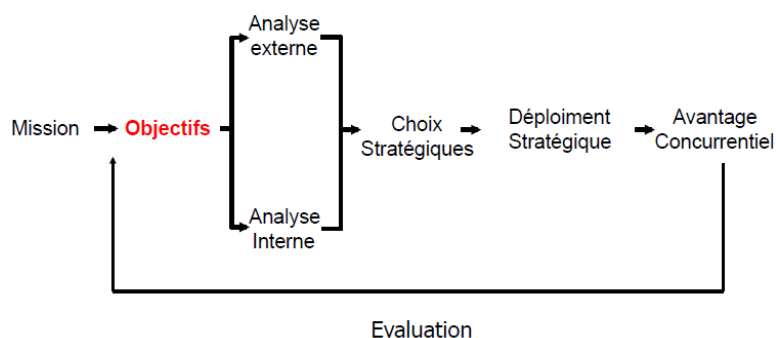 Analyse
externe
Mission
Objectifs
Choix
Stratégiques
Déploiment
Stratégique
Avantage
Concurrentiel
Analyse
Interne
Evaluation